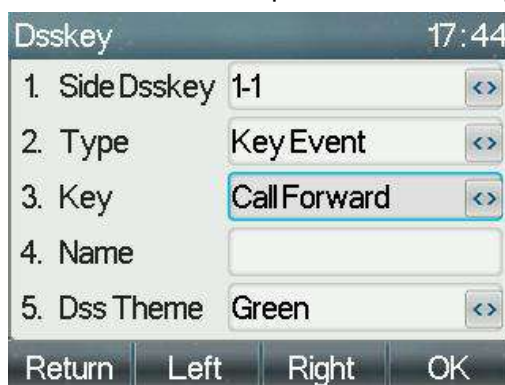 Dsskey 17:44
1. Side Dsskey 1-1
2. Type Key Event
3. Key Call Forward
4. Name
5. Dss Theme Green
Return Left Right OK